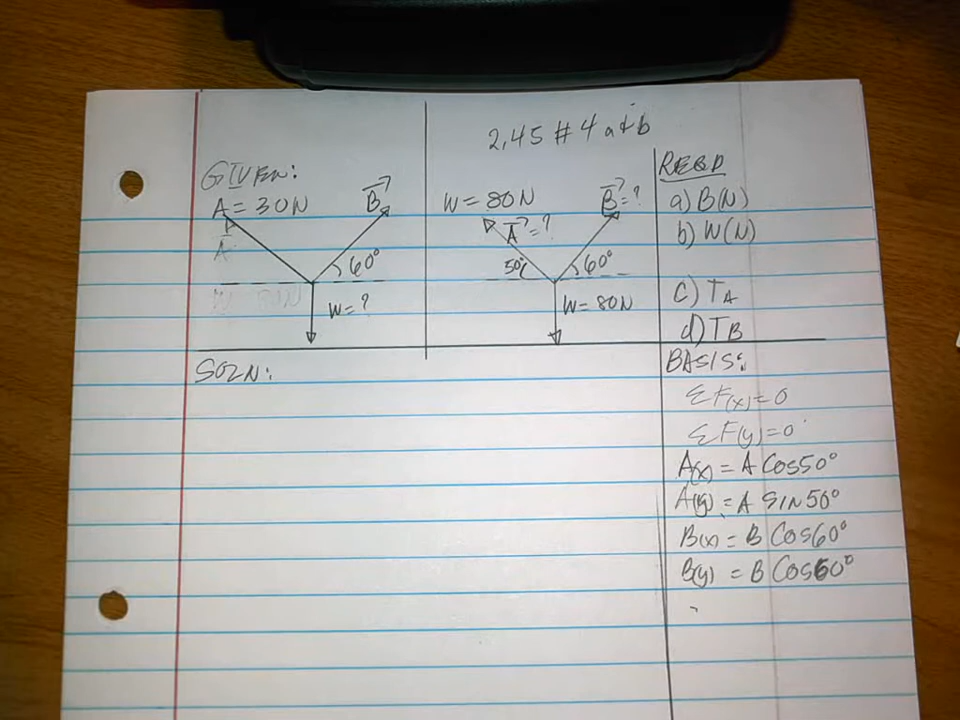 2.45 #4 a+b
GIVEN:
A = 30N
B
A
60°
W = ?
W = 80N
A = ?
B = ?
50°
60°
W = 80N
REQD
a) B(N)
b) W(N)
c) TA
d) TB
SOLN:
BASIS:
ΣF(x) = 0
ΣF(y) = 0
A(x) = A Cos50°
A(y) = A SIN50°
B(x) = B Cos60°
B(y) = B Cos60°